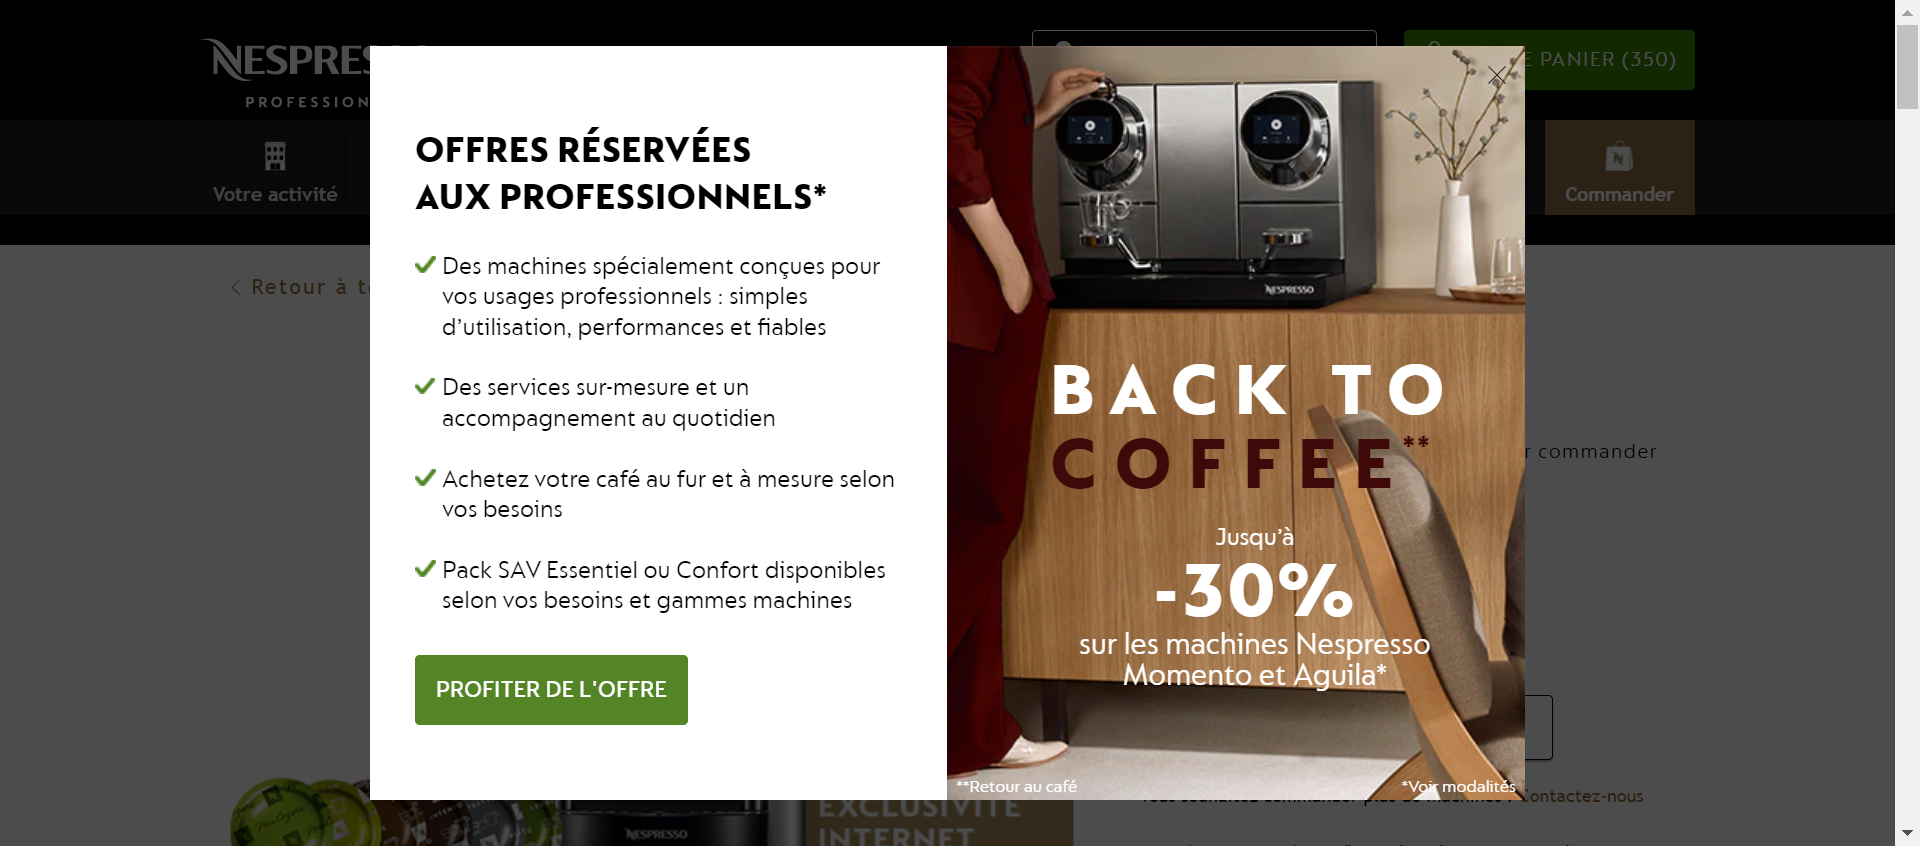 NESPRES
PROFESSION
E PANIER (350)
Votre activité
Commander
Retour à t
OFFRES RÉSERVÉES
AUX PROFESSIONNELS*
Des machines spécialement conçues pour
vos usages professionnels : simples
d'utilisation, performances et fiables
Des services sur-mesure et un
accompagnement au quotidien
Achetez votre café au fur et à mesure selon
vos besoins
Pack SAV Essentiel ou Confort disponibles
selon vos besoins et gammes machines
PROFITER DE L'OFFRE
NESPRESSO
BACK TO
COFFEE**
Jusqu'à
-30%
sur les machines Nespresso
Momento et Aguila*
**Retour au café
*Voir modalités
r commander
Contactez-nous
EXCLUSIVITÉ
INTERNET
NESPRESSO